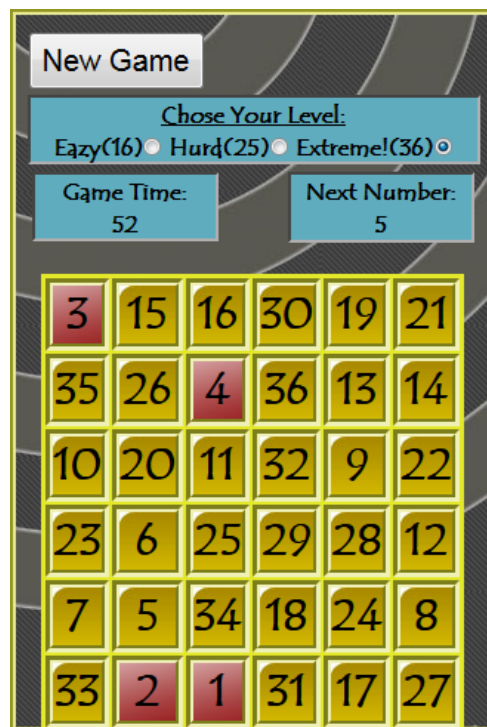 New Game
Chose Your Level:
Eazy(16) Hurd(25) Extreme!(36)
Game Time:
52
Next Number:
5
3 15 16 30 19 21
35 26 4 36 13 14
10 20 11 32 9 22
23 6 25 29 28 12
7 5 34 18 24 8
33 2 1 31 17 27